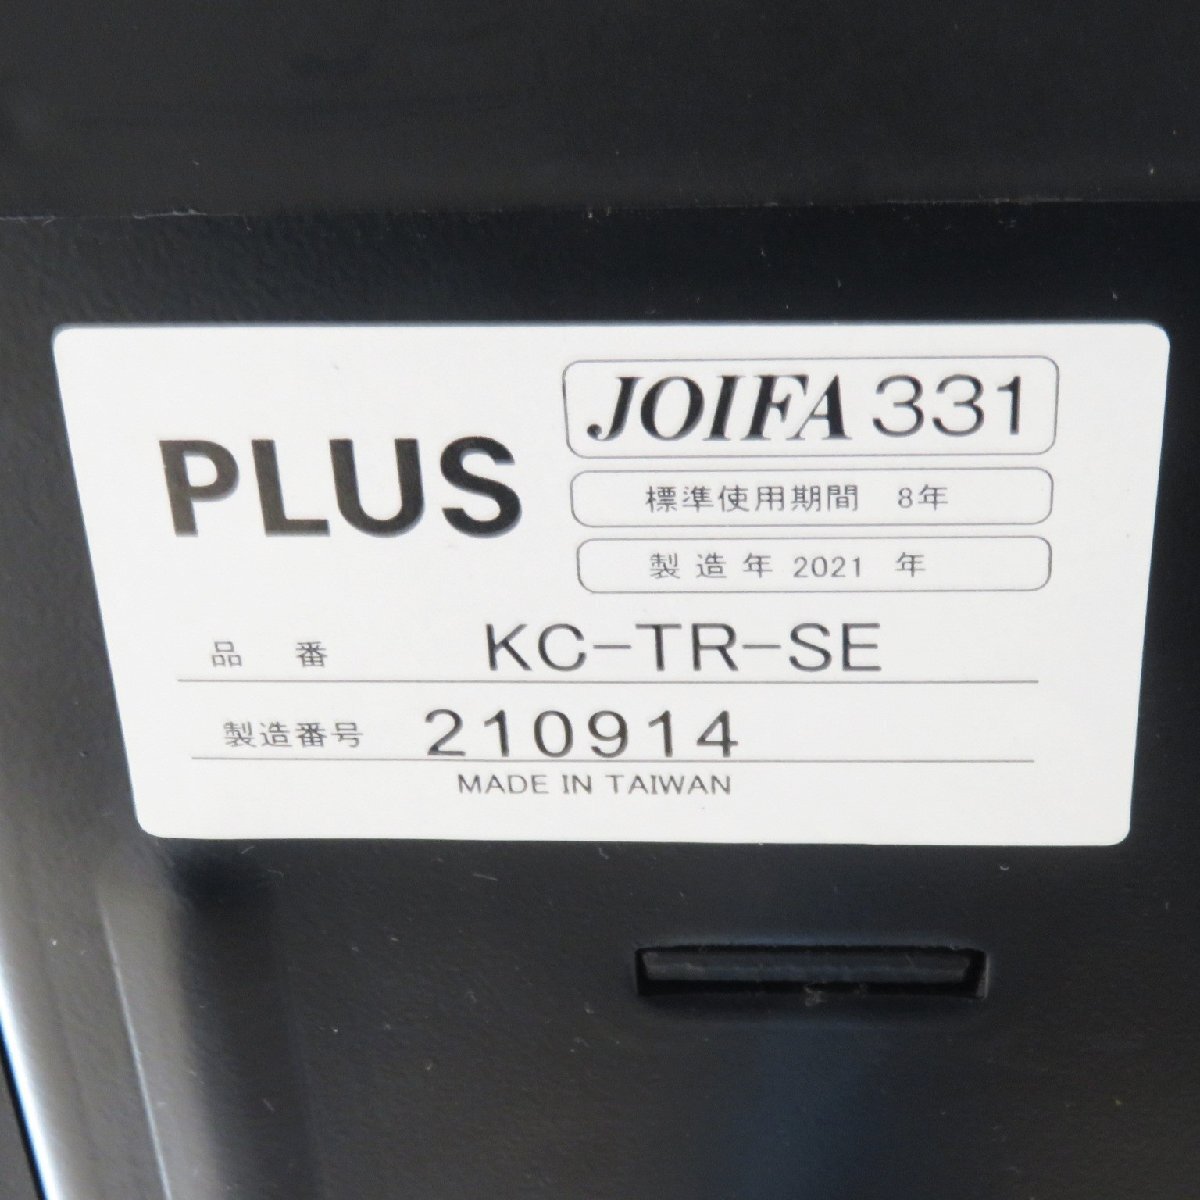 JOIFA 331
PLUS
標準使用期間 8年
製造年 2021 年
品番 KC-TR-SE
製造番号 210914
MADE IN TAIWAN